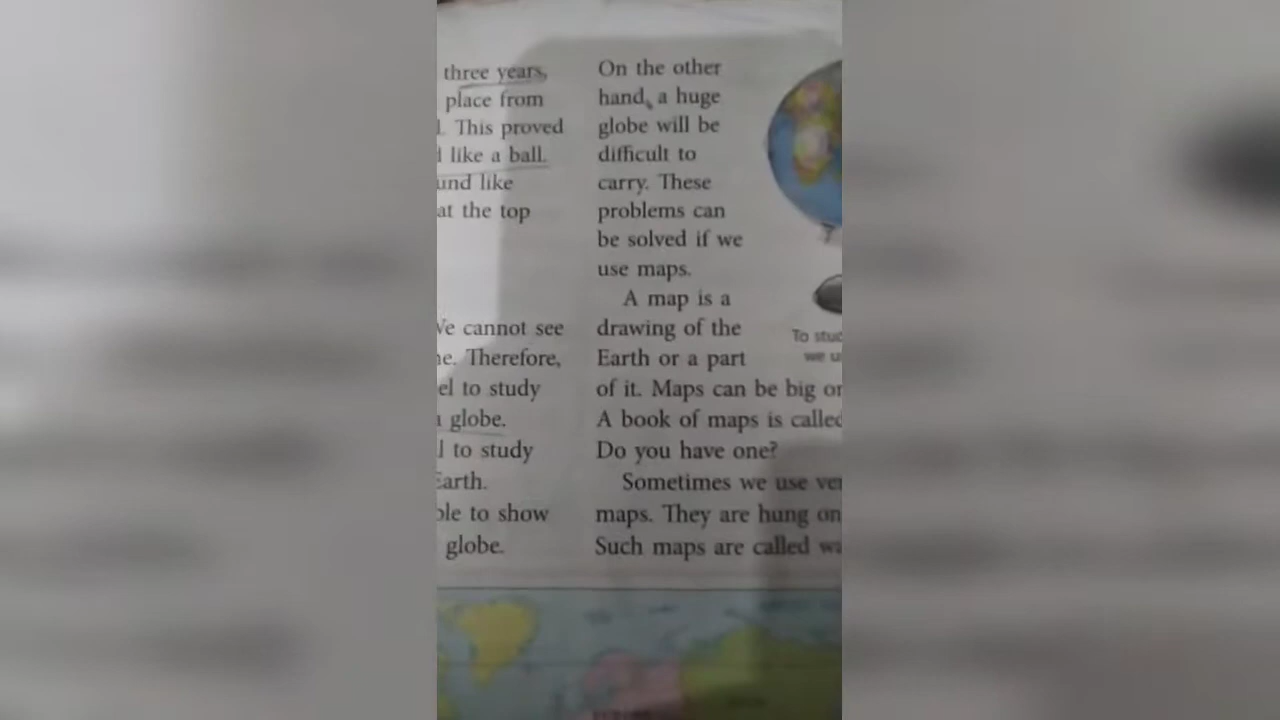 three years,
place from
This proved
like a ball.
like
at the top
cannot see
Therefore,
to study
globe.
to study
Earth.
to show
globe.
On the other
hand, a huge
globe will be
difficult to
carry. These
problems can
be solved if we
use maps.
A map is a
drawing of the
Earth or a part
of it. Maps can be big or
A book of maps is called
Do you have one?
Sometimes we use
maps. They are hung on
Such maps are called
To
we